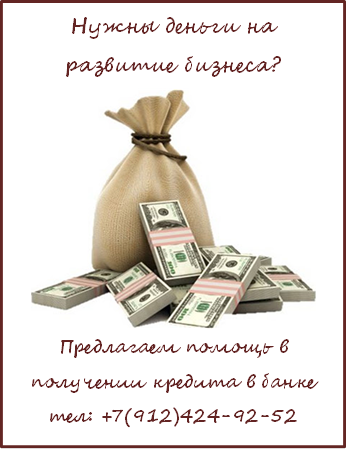 Нужны деньги на
развитие бизнеса?
Предлагаем помощь в
получении кредита в банке
тел: +7(912)424-92-52